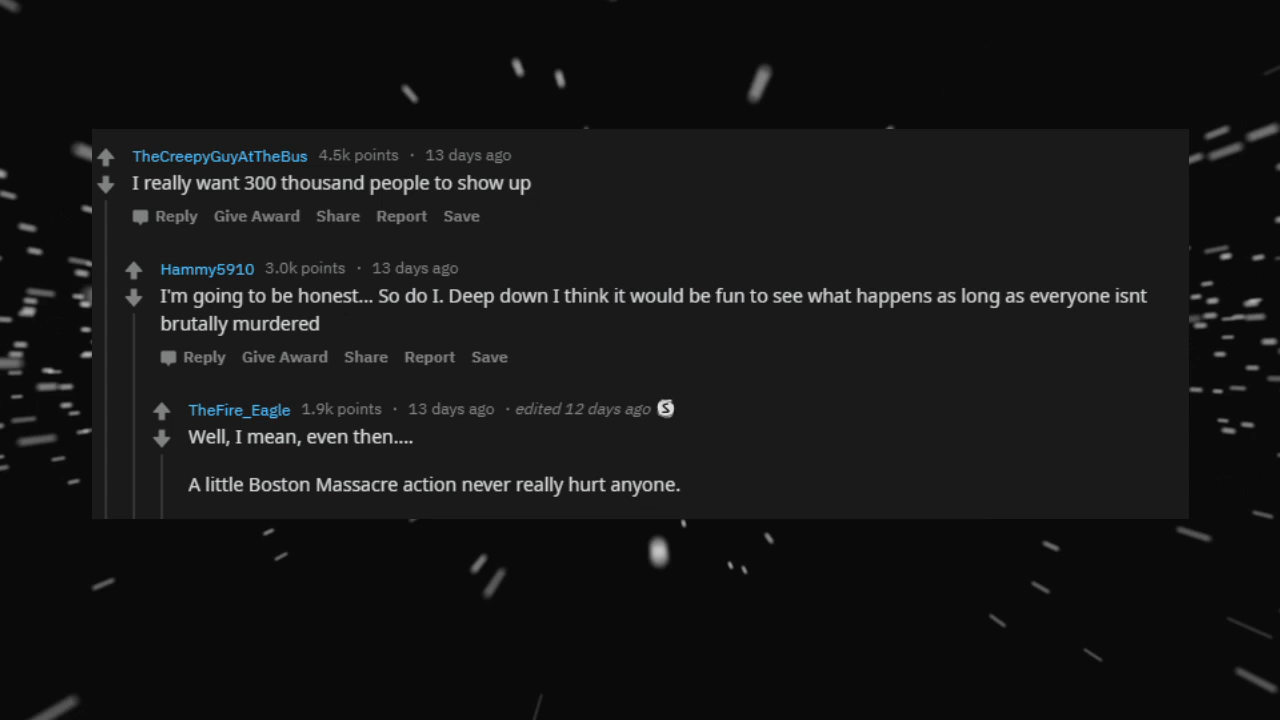 TheCreepyGuyAtTheBus 4.5k points · 13 days ago
I really want 300 thousand people to show up
Reply Give Award Share Report Save
Hammy5910 3.0k points · 13 days ago
I'm going to be honest... So do I. Deep down I think it would be fun to see what happens as long as everyone isnt
brutally murdered
Reply Give Award Share Report Save
TheFire_Eagle 1.9k points · 13 days ago · edited 12 days ago S
Well, I mean, even then....
A little Boston Massacre action never really hurt anyone.